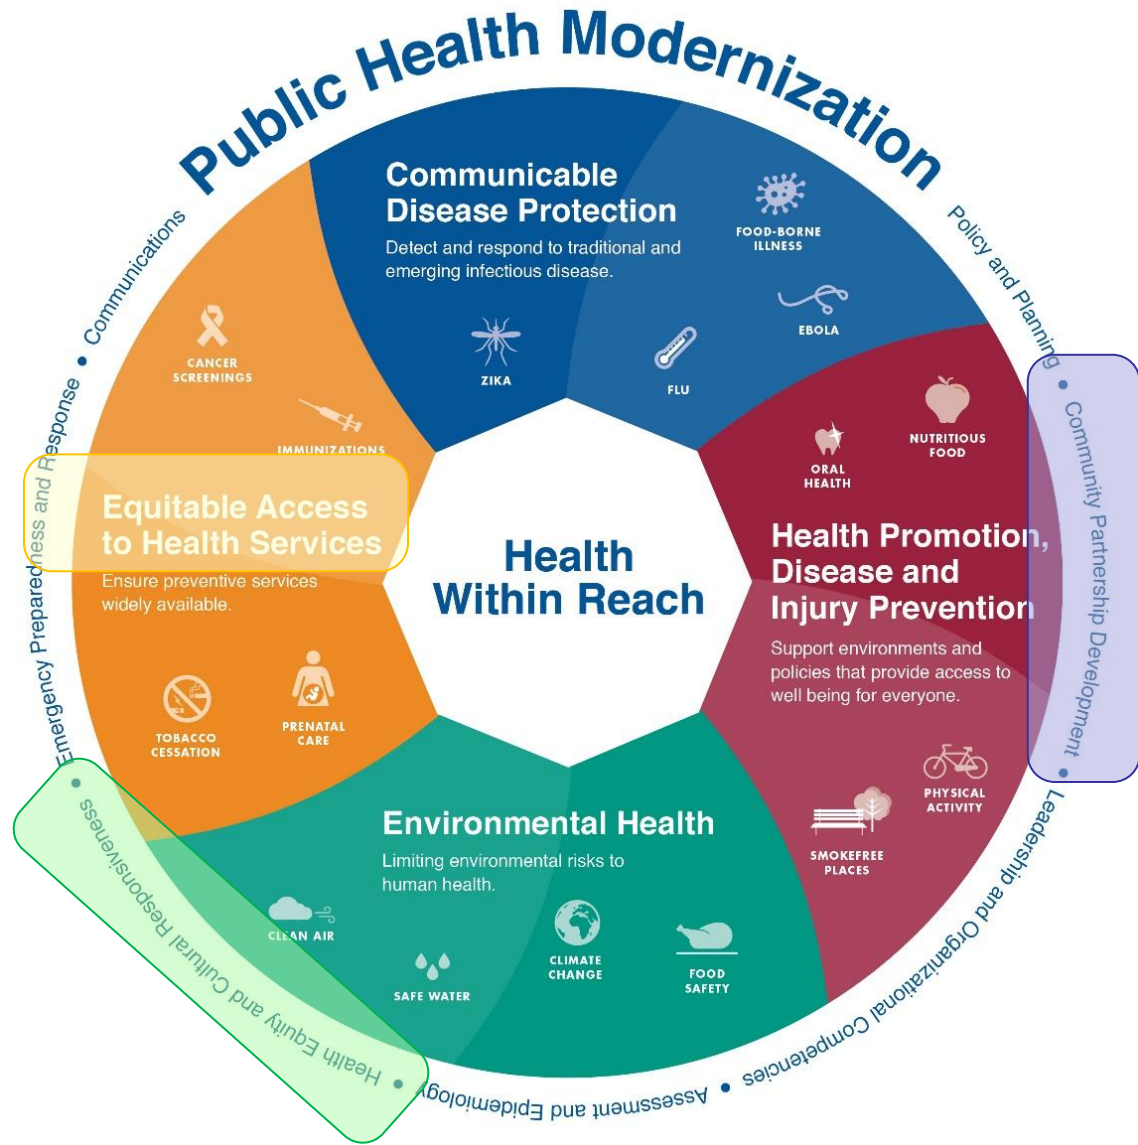 Public Health Modernization
Communicable
Disease Protection
Detect and respond to traditional and
emerging infectious disease.
ZIKA
FLU
FOOD-BORNE
ILLNESS
EBOLA
ORAL
HEALTH
NUTRITIOUS
FOOD
Health Promotion,
Disease and
Injury Prevention
Support environments and
policies that provide access to
well being for everyone.
PHYSICAL
ACTIVITY
SMOKEFREE
PLACES
Environmental Health
Limiting environmental risks to
human health.
CLEAN AIR
SAFE WATER
CLIMATE
CHANGE
FOOD
SAFETY
CANCER
SCREENINGS
IMMUNIZATIONS
Equitable Access
to Health Services
Ensure preventive services
widely available.
TOBACCO
CESSATION
PRENATAL
CARE
Health
Within Reach
Policy and Planning • Community Partnership Development • Leadership and Organizational Competencies • Assessment and Epidemiology • Health Equity and Cultural Responsiveness • Emergency Preparedness and Response • Communications